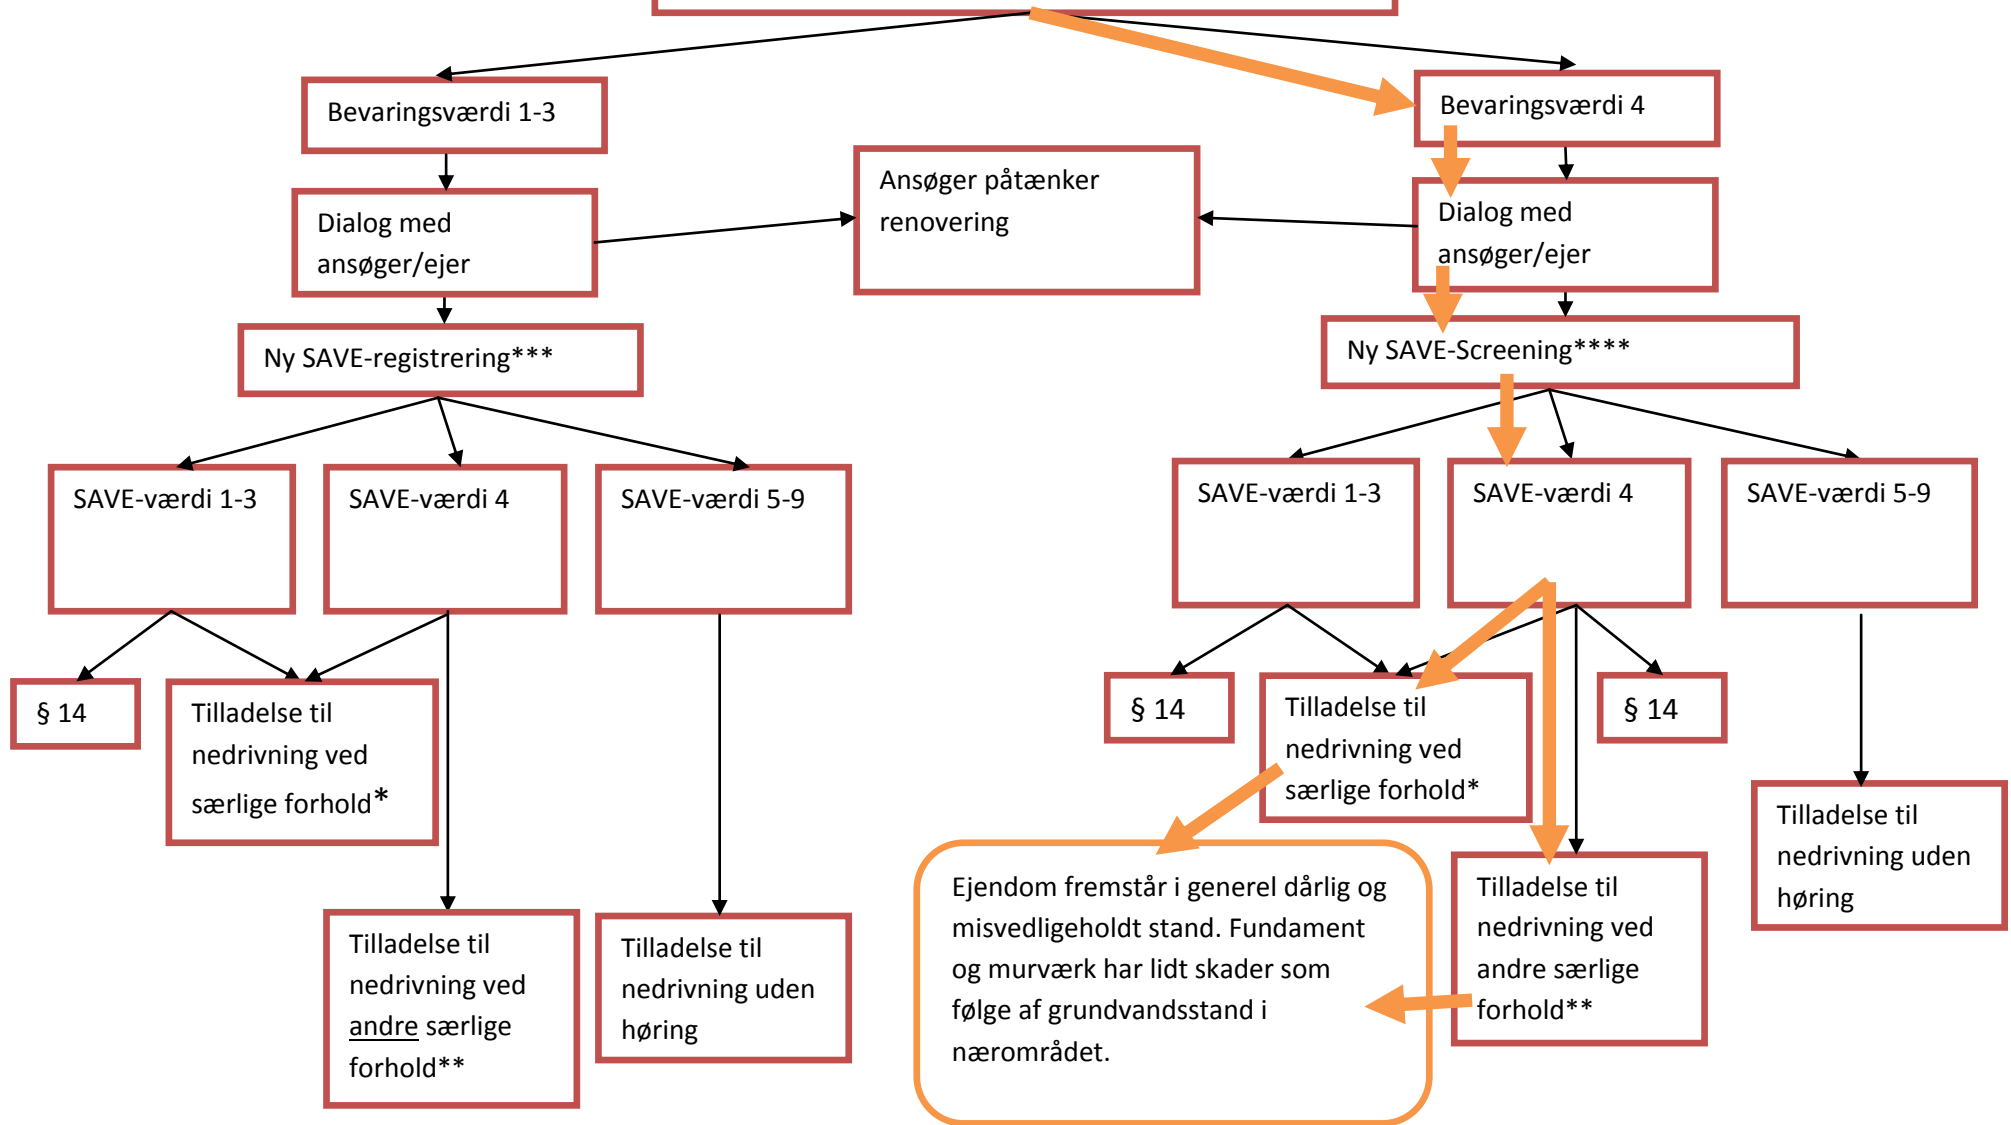 Bevaringsværdi 1-3
Bevaringsværdi 4
Ansøger påtænker
renovering
Dialog med
ansøger/ejer
Dialog med
ansøger/ejer
Ny SAVE-registrering***
Ny SAVE-Screening****
SAVE-værdi 1-3
SAVE-værdi 4
SAVE-værdi 5-9
SAVE-værdi 1-3
SAVE-værdi 4
SAVE-værdi 5-9
§ 14
Tilladelse til
nedrivning ved
særlige forhold*
§ 14
Tilladelse til
nedrivning ved
særlige forhold*
§ 14
Tilladelse til
nedrivning uden
høring
Tilladelse til
nedrivning ved
andre særlige
forhold**
Tilladelse til
nedrivning uden
høring
Ejendom fremstår i generel dårlig og
misvedligeholdt stand. Fundament
og murværk har lidt skader som
følge af grundvandsstand i
nærområdet.
Tilladelse til
nedrivning ved
andre særlige
forhold**